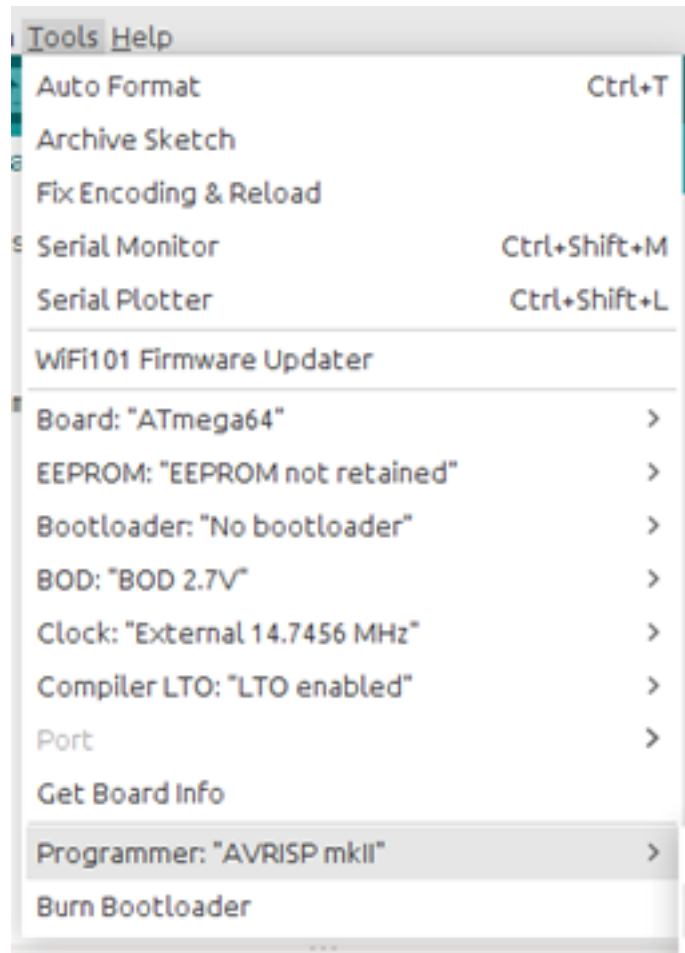 Tools Help
Auto Format Ctrl+T
Archive Sketch
Fix Encoding & Reload
Serial Monitor Ctrl+Shift+M
Serial Plotter Ctrl+Shift+L
WiFi101 Firmware Updater
Board: "ATmega64"
EEPROM: "EEPROM not retained"
Bootloader: "No bootloader"
BOD: "BOD 2.7V"
Clock: "External 14.7456 MHz"
Compiler LTO: "LTO enabled"
Port
Get Board Info
Programmer: "AVRISP mkII"
Burn Bootloader